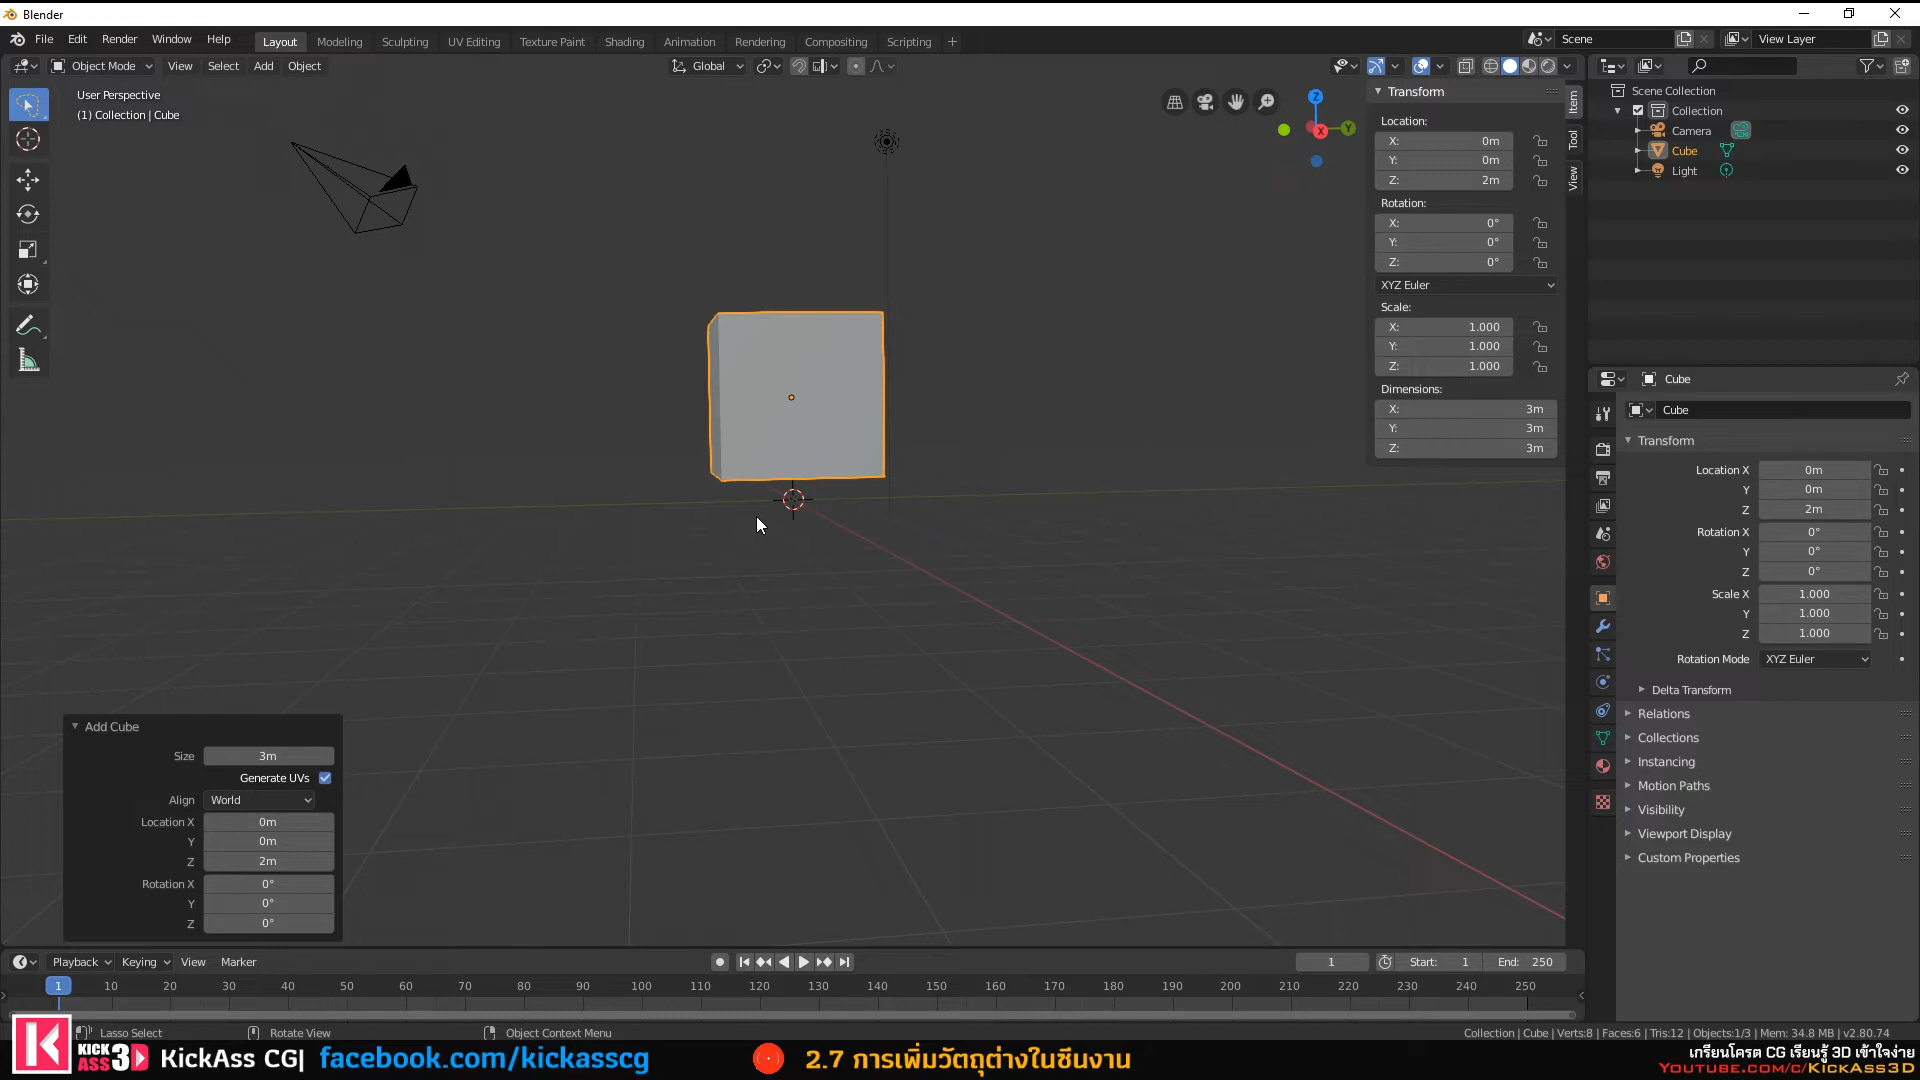 Blender
File Edit Render Window Help
Layout Modeling Sculpting UV Editing Texture Paint Shading Animation Rendering Compositing Scripting +
Scene
View Layer
Object Mode View Select Add Object
Global
User Perspective
(1) Collection | Cube
Z
Y
X
Transform
Location:
X: 0m
Y: 0m
Z: 2m
Rotation:
X: 0°
Y: 0°
Z: 0°
XYZ Euler
Scale:
X: 1.000
Y: 1.000
Z: 1.000
Dimensions:
X: 3m
Y: 3m
Z: 3m
Item
Tool
View
Scene Collection
Collection
Camera
Cube
Light
Cube
Cube
Transform
Location X 0m
Y 0m
Z 2m
Rotation X 0°
Y 0°
Z 0°
Scale X 1.000
Y 1.000
Z 1.000
Rotation Mode XYZ Euler
Delta Transform
Relations
Collections
Instancing
Motion Paths
Visibility
Viewport Display
Custom Properties
Add Cube
Size 3m
Generate UVs
Align World
Location X 0m
Y 0m
Z 2m
Rotation X 0°
Y 0°
Z 0°
Playback Keying View Marker
1 Start: 1 End: 250
1 10 20 30 40 50 60 70 80 90 100 110 120 130 140 150 160 170 180 190 200 210 220 230 240 250
Lasso Select Rotate View Object Context Menu
Collection | Cube | Verts:8 | Faces:6 | Tris:12 | Objects:1/3 | Mem: 34.8 MB | v2.80.74
K KICK ASS3D KickAss CG| facebook.com/kickasscg 2.7 การเพิ่มวัตถุต่างในซีนงาน
เกรียนโครต CG เรียนรู้ 3D เข้าใจง่าย
YouTube.com/c/KickAss3D